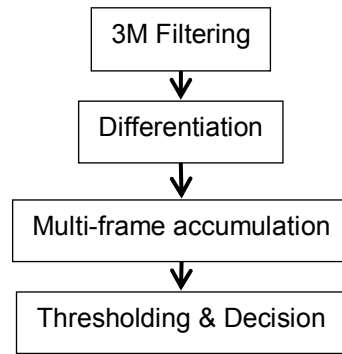 3M Filtering
Differentiation
Multi-frame accumulation
Thresholding & Decision